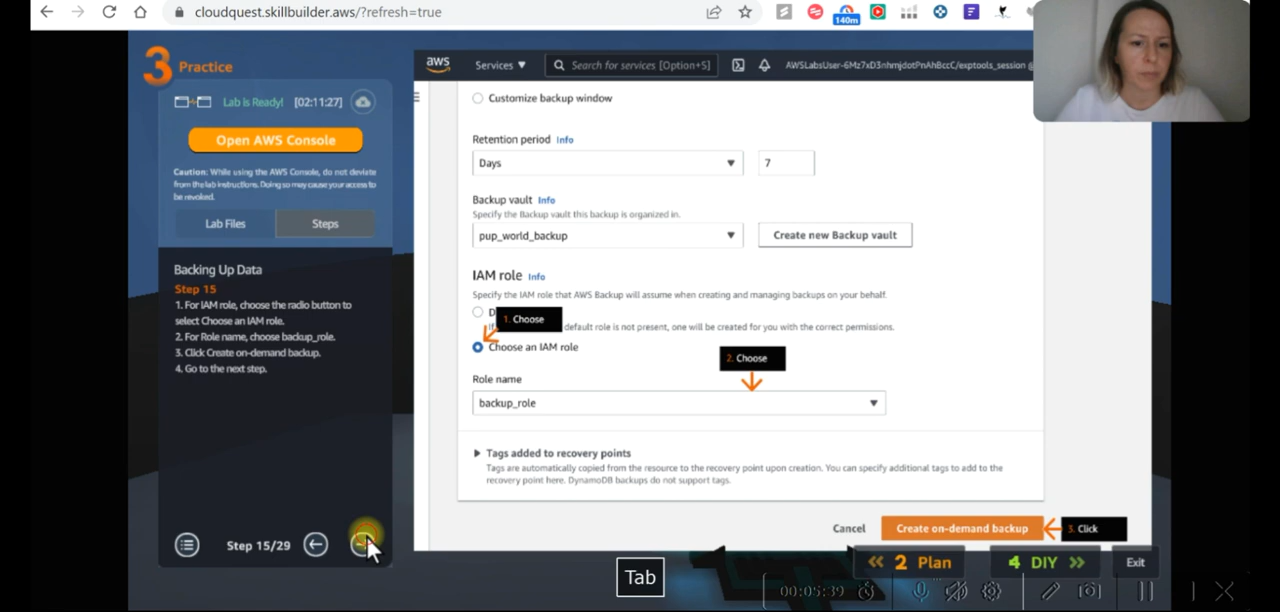 cloudquest.skillbuilder.aws/?refresh=true
140m
3 Practice
Lab is Ready! [02:11:27]
Open AWS Console
Caution: While using the AWS Console, do not deviate
from the lab instructions. Doing so may cause your access to
be revoked.
Lab Files
Steps
Backing Up Data
Step 15
1. For IAM role, choose the radio button to
select Choose an IAM role.
2. For Role name, choose backup_role.
3. Click Create on-demand backup.
4. Go to the next step.
Step 15/29
aws Services ▼ Search for services [Option+S]
AWSLabsUser-6Mz7xD3nhmjdotPnAhBccC/exptools_session @
Customize backup window
Retention period Info
Days 7
Backup vault Info
Specify the Backup vault this backup is organized in.
pup_world_backup
Create new Backup vault
IAM role Info
Specify the IAM role that AWS Backup will assume when creating and managing backups on your behalf.
D
1. Choose
default role is not present, one will be created for you with the correct permissions.
Choose an IAM role
2. Choose
Role name
backup_role
Tags added to recovery points
Tags are automatically copied from the resource to the recovery point upon creation. You can specify additional tags to add to the
recovery point here. DynamoDB backups do not support tags.
Cancel
Create on-demand backup
3. Click
2 Plan
4 DIY
Exit
Tab
00:05:39